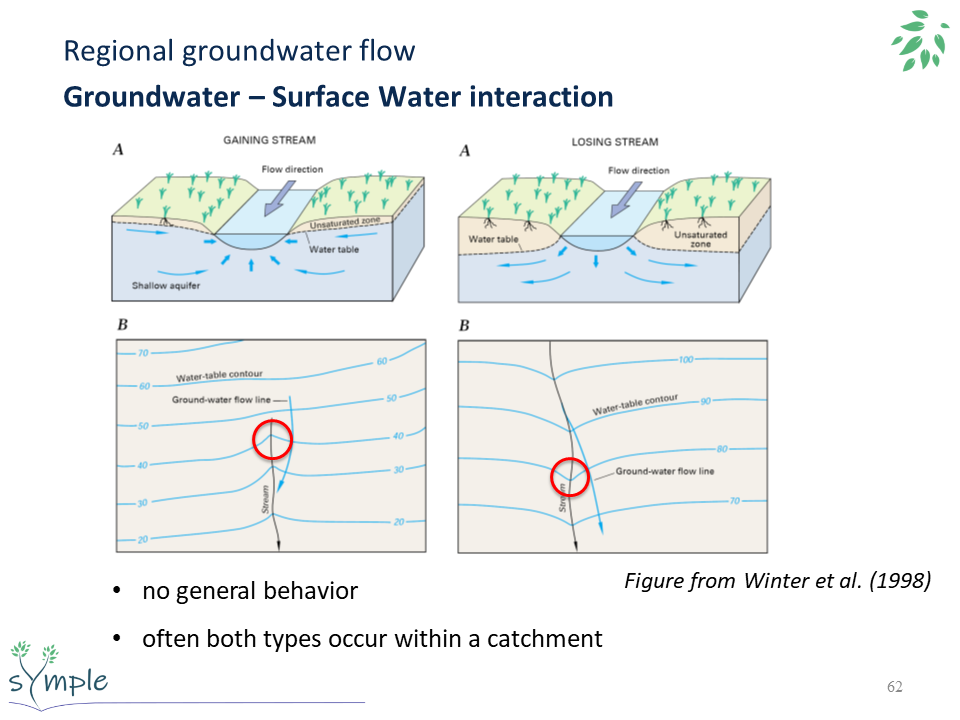 Regional groundwater flow
Groundwater – Surface Water interaction
A
GAINING STREAM
Flow direction
Unsaturated zone
Water table
Shallow aquifer
A
LOSING STREAM
Flow direction
Water table
Unsaturated
zone
B
70
60
60
Water-table contour
Ground-water flow line
50
50
40
40
30
30
Stream
20
20
B
100
Water-table contour
90
80
Ground-water flow line
Stream
70
• no general behavior
Figure from Winter et al. (1998)
• often both types occur within a catchment
symple
62